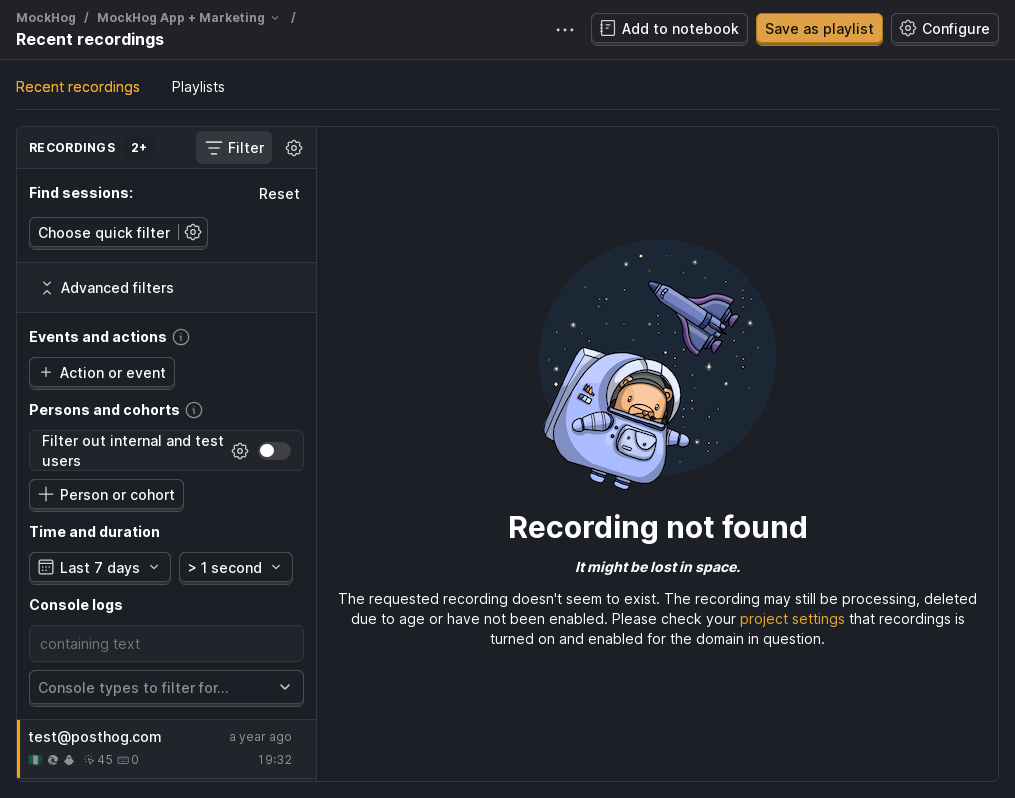 MockHog / MockHog App + Marketing /
Recent recordings
Add to notebook
Save as playlist
Configure
Recent recordings
Playlists
RECORDINGS 2+
Filter
Find sessions:
Reset
Choose quick filter
Advanced filters
Events and actions
Action or event
Persons and cohorts
Filter out internal and test
users
Person or cohort
Time and duration
Last 7 days
> 1 second
Console logs
containing text
Console types to filter for...
test@posthog.com
a year ago
45
0
19:32
Recording not found
It might be lost in space.
The requested recording doesn't seem to exist. The recording may still be processing, deleted
due to age or have not been enabled. Please check your project settings that recordings is
turned on and enabled for the domain in question.